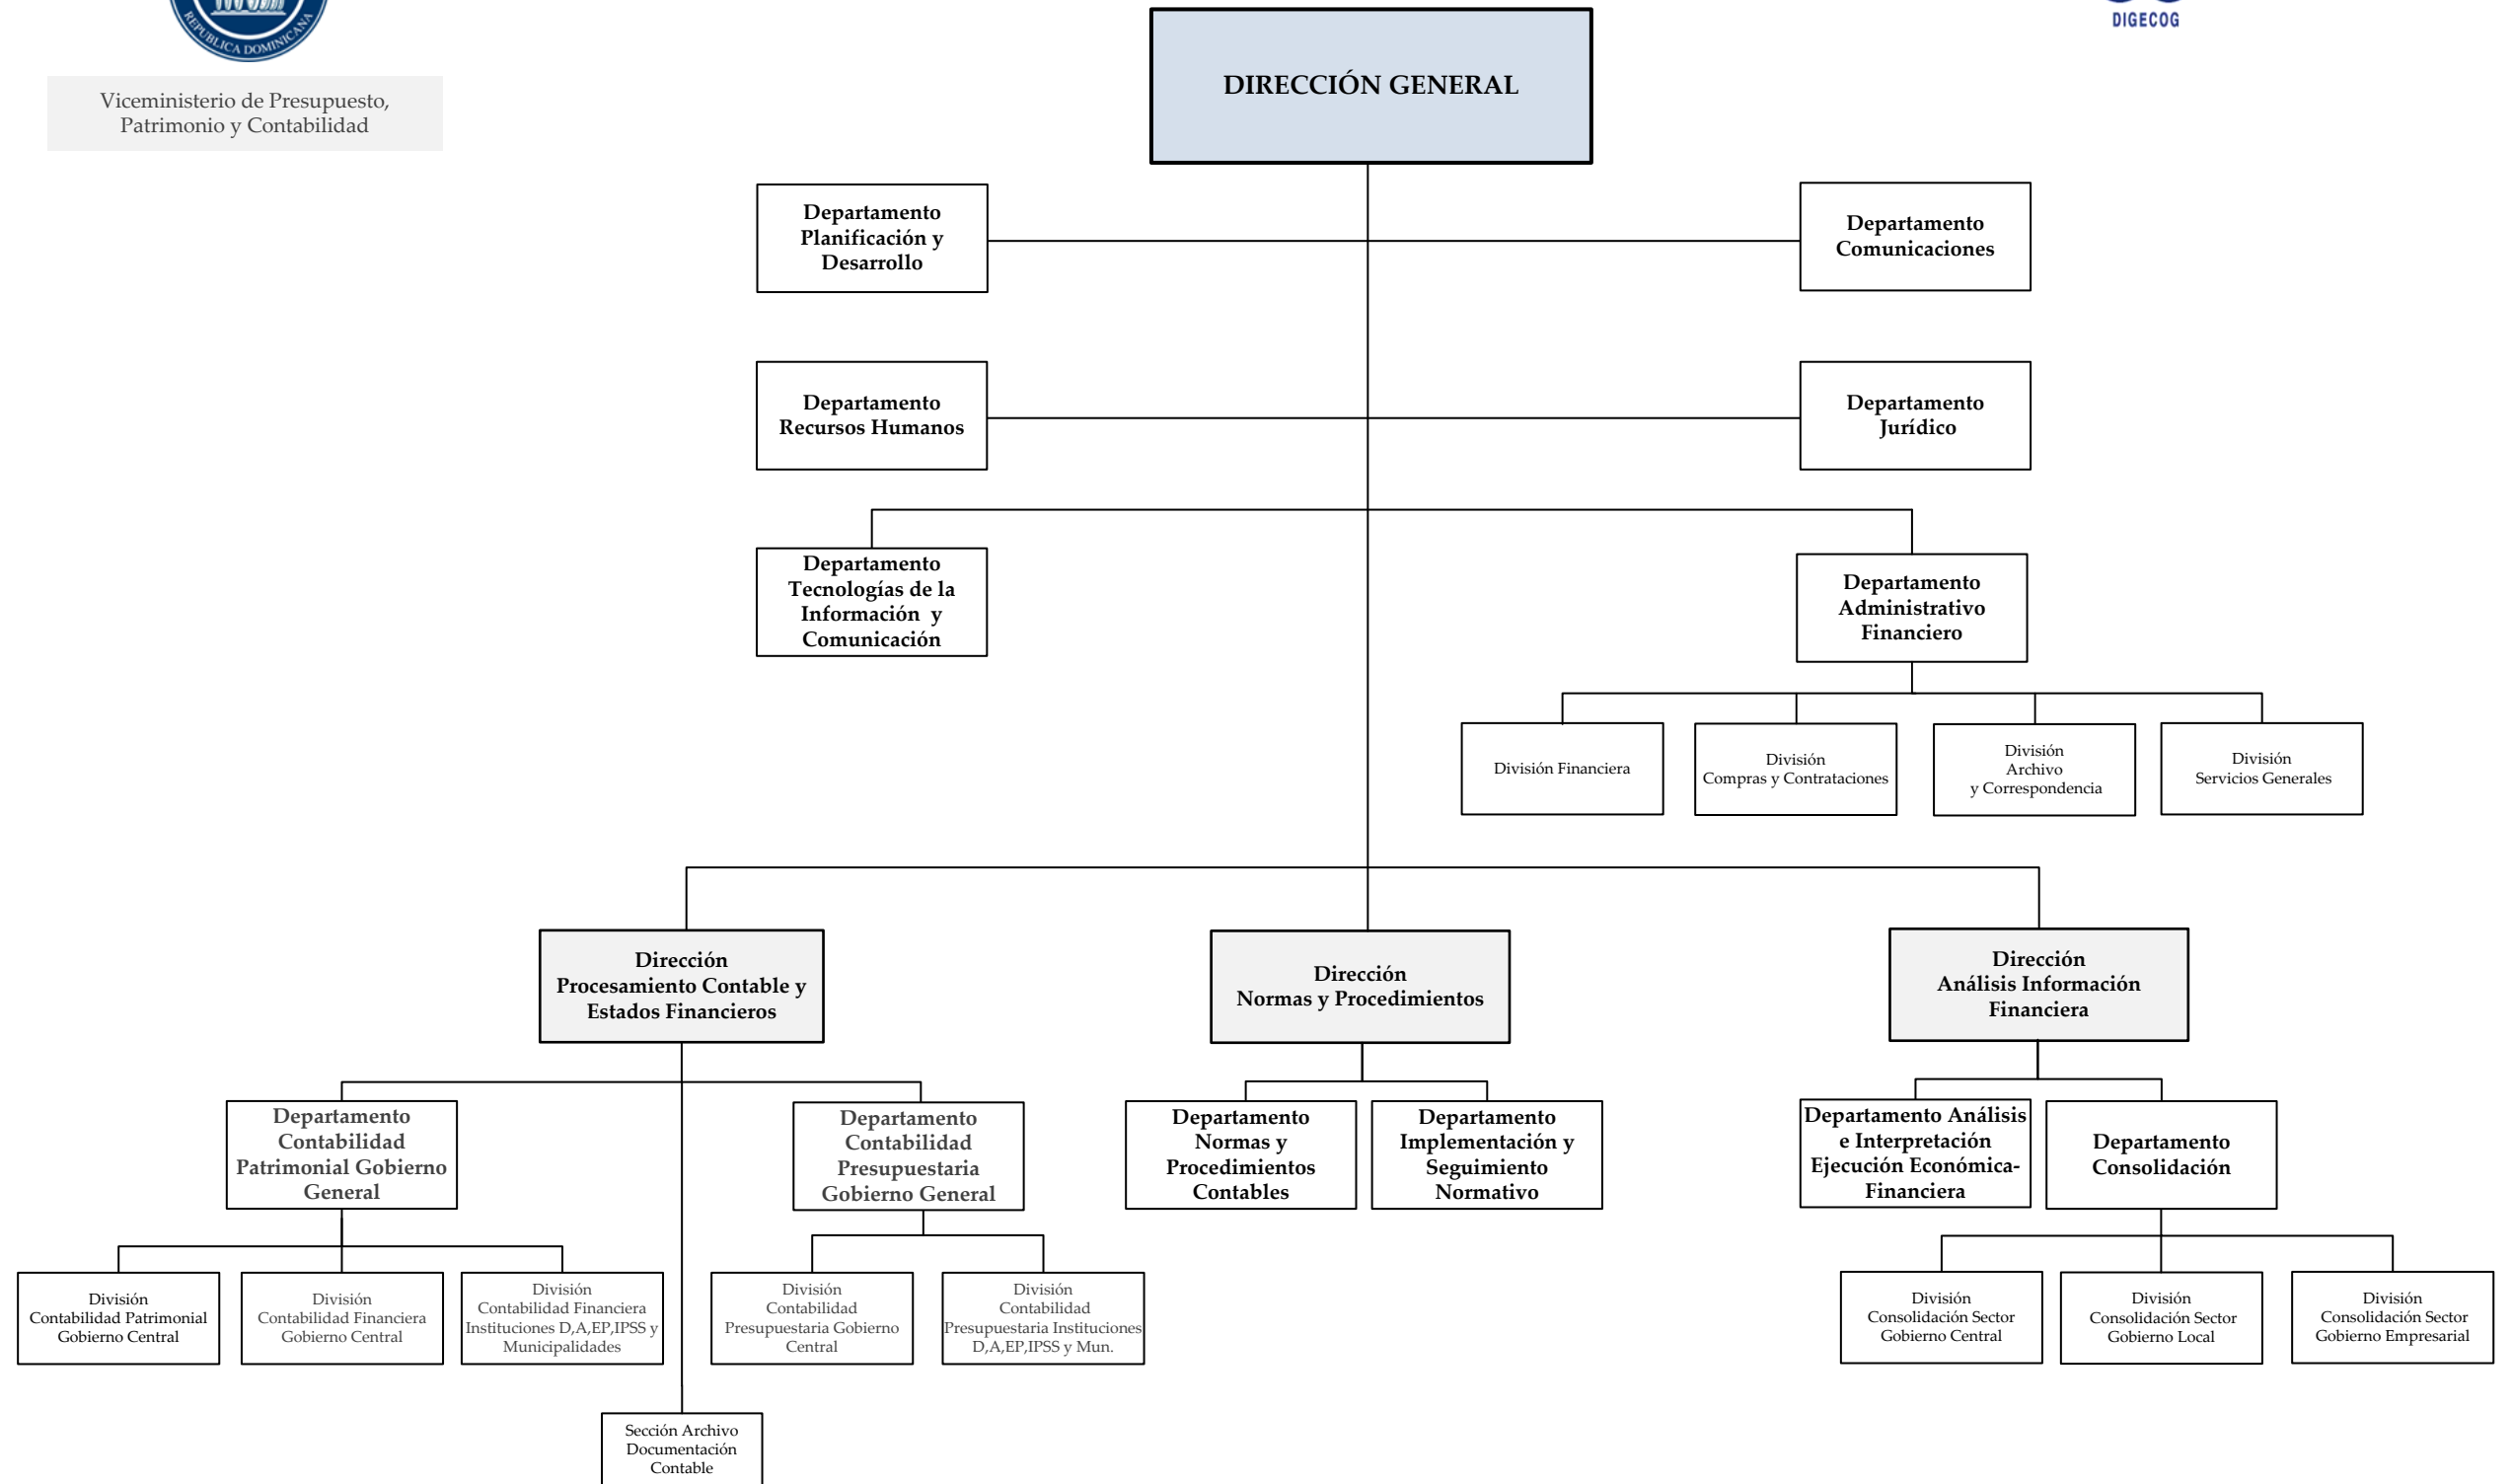 REPUBLICA DOMINICANA
DIGECOG
Viceministerio de Presupuesto,
Patrimonio y Contabilidad
DIRECCIÓN GENERAL
Departamento
Planificación y
Desarrollo
Departamento
Comunicaciones
Departamento
Recursos Humanos
Departamento
Jurídico
Departamento
Tecnologías de la
Información y
Comunicación
Departamento
Administrativo
Financiero
División Financiera
División
Compras y Contrataciones
División
Archivo
y Correspondencia
División
Servicios Generales
Dirección
Procesamiento Contable y
Estados Financieros
Dirección
Normas y Procedimientos
Dirección
Análisis Información
Financiera
Departamento
Contabilidad
Patrimonial Gobierno
General
Departamento
Contabilidad
Presupuestaria
Gobierno General
Departamento
Normas y
Procedimientos
Contables
Departamento
Implementación y
Seguimiento
Normativo
Departamento Análisis
e Interpretación
Ejecución Económica-
Financiera
Departamento
Consolidación
División
Contabilidad Patrimonial
Gobierno Central
División
Contabilidad Financiera
Gobierno Central
División
Contabilidad Financiera
Instituciones D,A,EP,IPSS y
Municipalidades
División
Contabilidad
Presupuestaria Gobierno
Central
División
Contabilidad
Presupuestaria Instituciones
D,A,EP,IPSS y Mun.
División
Consolidación Sector
Gobierno Central
División
Consolidación Sector
Gobierno Local
División
Consolidación Sector
Gobierno Empresarial
Sección Archivo
Documentación
Contable